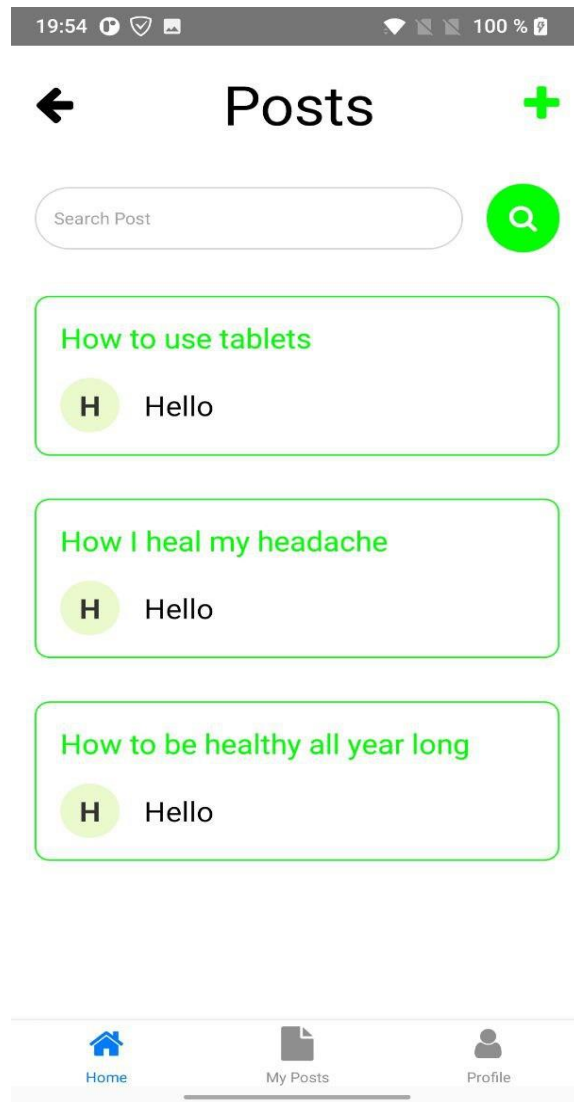 19:54 100 %
Posts
Search Post
How to use tablets
H Hello
How I heal my headache
H Hello
How to be healthy all year long
H Hello
Home My Posts Profile